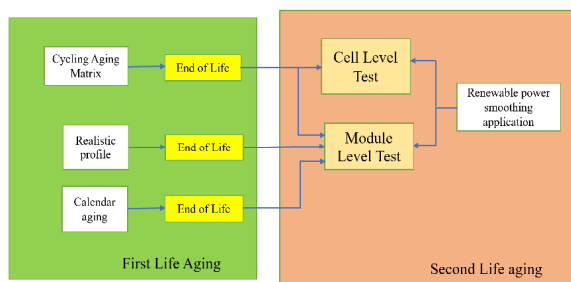 Cycling Aging
Matrix
End of Life
Cell Level
Test
Renewable power
smoothing
application
Realistic
profile
End of Life
Module
Level Test
Calendar
aging
End of Life
First Life Aging
Second Life aging